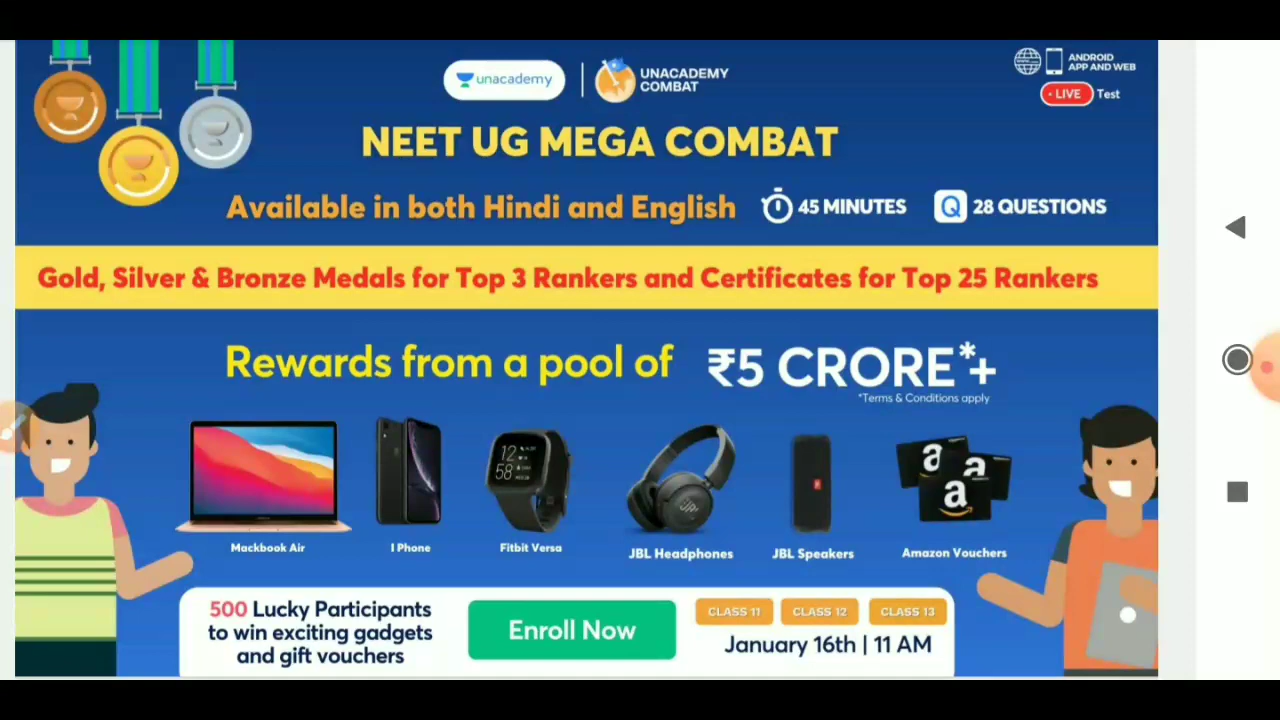 unacademy
UNACADEMY
COMBAT
ANDROID
APP AND WEB
LIVE Test
NEET UG MEGA COMBAT
Available in both Hindi and English
45 MINUTES
Q 28 QUESTIONS
Gold, Silver & Bronze Medals for Top 3 Rankers and Certificates for Top 25 Rankers
Rewards from a pool of ₹5 CRORE*+
*Terms & Conditions apply
12
58
JBL
a
a
a
Mackbook Air
I Phone
Fitbit Versa
JBL Headphones
JBL Speakers
Amazon Vouchers
500 Lucky Participants
to win exciting gadgets
and gift vouchers
Enroll Now
CLASS 11
CLASS 12
CLASS 13
January 16th | 11 AM